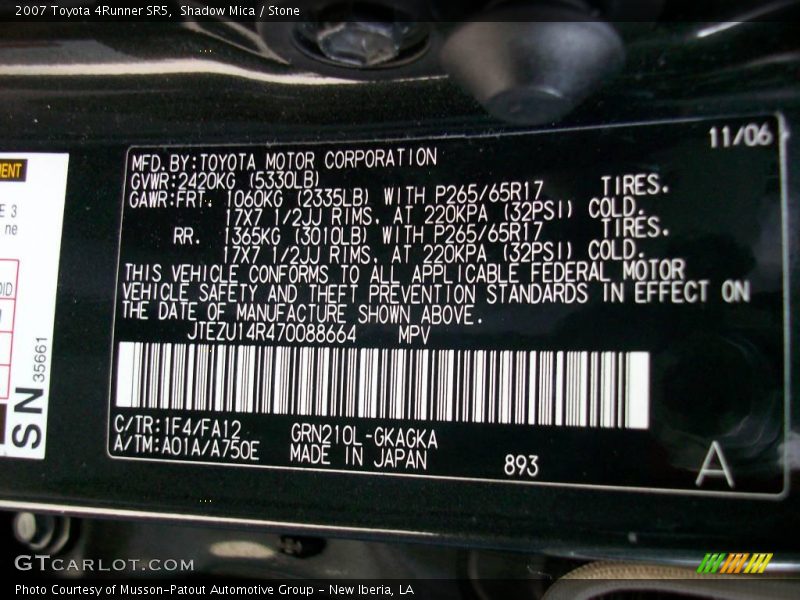 2007 Toyota 4Runner SR5, Shadow Mica / Stone
11/06
MFD. BY: TOYOTA MOTOR CORPORATION
GVWR: 2420KG (5330LB)
GAWR: FRT. 1060KG (2335LB) WITH P265/65R17 TIRES.
17X7 1/2JJ RIMS. AT 220KPA (32PSI) COLD.
RR. 1365KG (3010LB) WITH P265/65R17 TIRES.
17X7 1/2JJ RIMS. AT 220KPA (32PSI) COLD.
THIS VEHICLE CONFORMS TO ALL APPLICABLE FEDERAL MOTOR
VEHICLE SAFETY AND THEFT PREVENTION STANDARDS IN EFFECT ON
THE DATE OF MANUFACTURE SHOWN ABOVE.
JTEZU14R470088664 MPV
C/TR: 1F4/FA12 GRN210L-GKAGKA
A/TM: A01A/A750E MADE IN JAPAN
893
A
SN 35661
GTCARLOT.COM
Photo Courtesy of Musson-Patout Automotive Group - New Iberia, LA